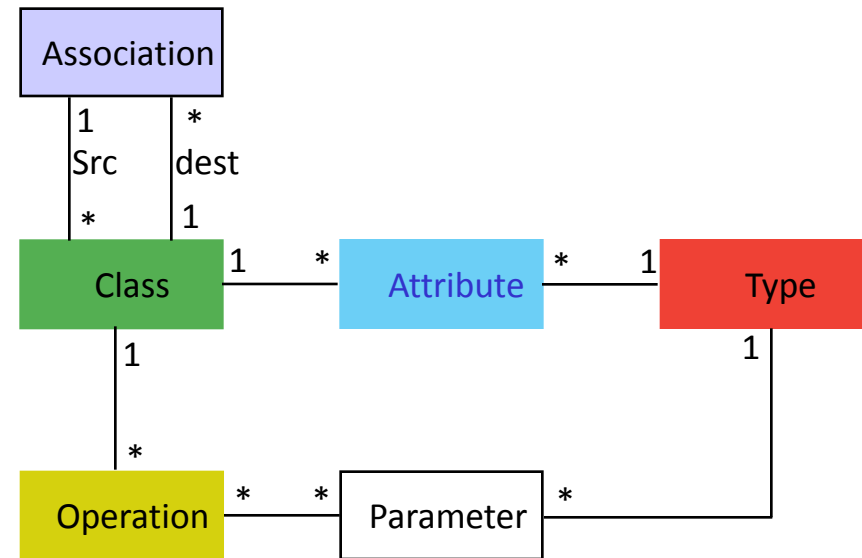 Association
1 *
Src dest
* 1
Class 1 * Attribute * 1 Type
1 1
*
Operation * * Parameter *